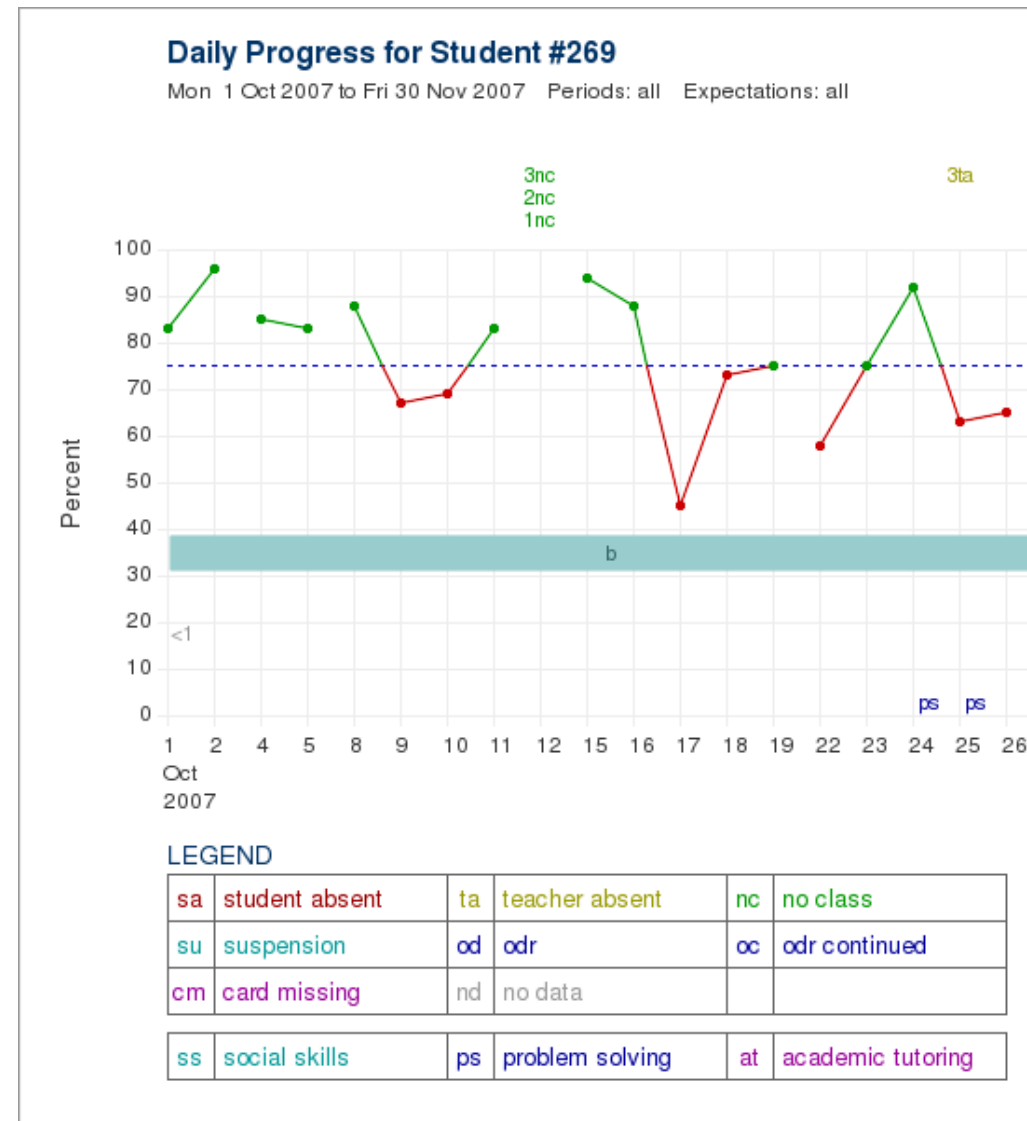 Daily Progress for Student #269
Mon 1 Oct 2007 to Fri 30 Nov 2007 Periods: all Expectations: all
3nc 3ta
2nc
1nc
100
90
80
70
60
50
40
30
20
10
0
Percent
b
<1
ps ps
1 2 4 5 8 9 10 11 12 15 16 17 18 19 22 23 24 25 26
Oct
2007
LEGEND
sa student absent ta teacher absent nc no class
su suspension od odr oc odr continued
cm card missing nd no data
ss social skills ps problem solving at academic tutoring